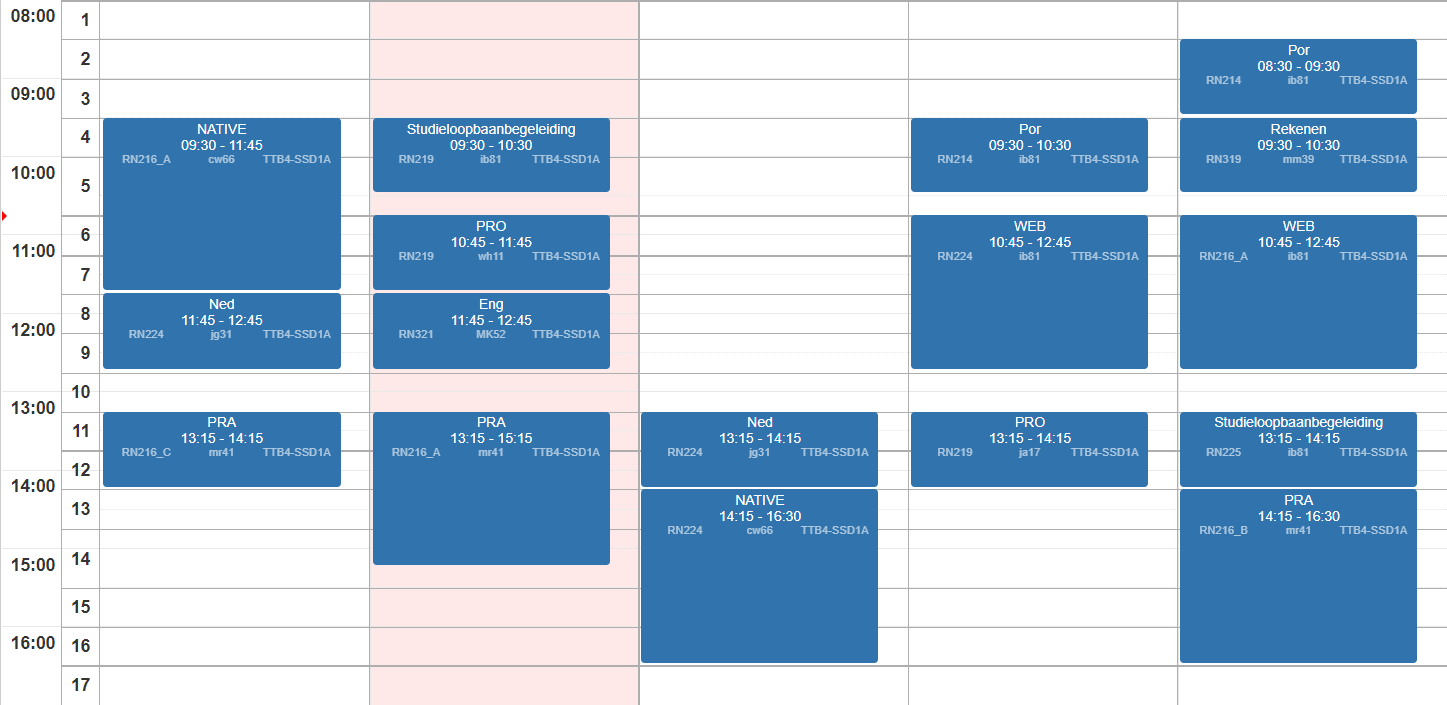 08:00
09:00
10:00
11:00
12:00
13:00
14:00
15:00
16:00
1
2
3
4
5
6
7
8
9
10
11
12
13
14
15
16
17
NATIVE
09:30 - 11:45
RN216_A cw66 TTB4-SSD1A
Ned
11:45 - 12:45
RN224 jg31 TTB4-SSD1A
PRA
13:15 - 14:15
RN216_C mr41 TTB4-SSD1A
Studieloopbaanbegeleiding
09:30 - 10:30
RN219 ib81 TTB4-SSD1A
PRO
10:45 - 11:45
RN219 wh11 TTB4-SSD1A
Eng
11:45 - 12:45
RN321 MK52 TTB4-SSD1A
PRA
13:15 - 15:15
RN216_A mr41 TTB4-SSD1A
Ned
13:15 - 14:15
RN224 jg31 TTB4-SSD1A
NATIVE
14:15 - 16:30
RN224 cw66 TTB4-SSD1A
Por
09:30 - 10:30
RN214 ib81 TTB4-SSD1A
WEB
10:45 - 12:45
RN224 ib81 TTB4-SSD1A
PRO
13:15 - 14:15
RN219 ja17 TTB4-SSD1A
Por
08:30 - 09:30
RN214 ib81 TTB4-SSD1A
Rekenen
09:30 - 10:30
RN319 mm39 TTB4-SSD1A
WEB
10:45 - 12:45
RN216_A ib81 TTB4-SSD1A
Studieloopbaanbegeleiding
13:15 - 14:15
RN225 ib81 TTB4-SSD1A
PRA
14:15 - 16:30
RN216_B mr41 TTB4-SSD1A